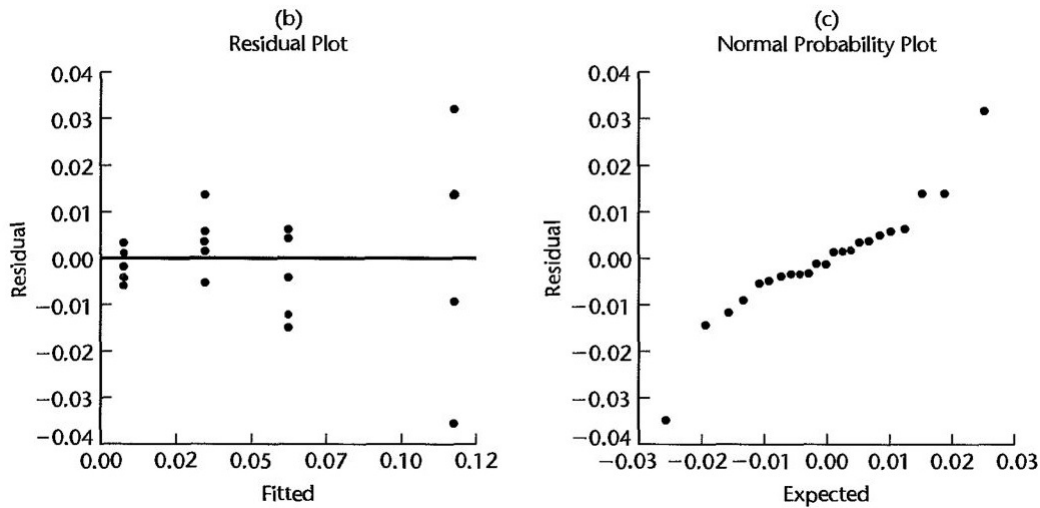 (b)
Residual Plot
0.04
0.03
0.02
0.01
0.00
−0.01
−0.02
−0.03
−0.04
Residual
0.00 0.02 0.05 0.07 0.10 0.12
Fitted
(c)
Normal Probability Plot
0.04
0.03
0.02
0.01
0.00
−0.01
−0.02
−0.03
−0.04
Residual
−0.03 −0.02 −0.01 0.00 0.01 0.02 0.03
Expected